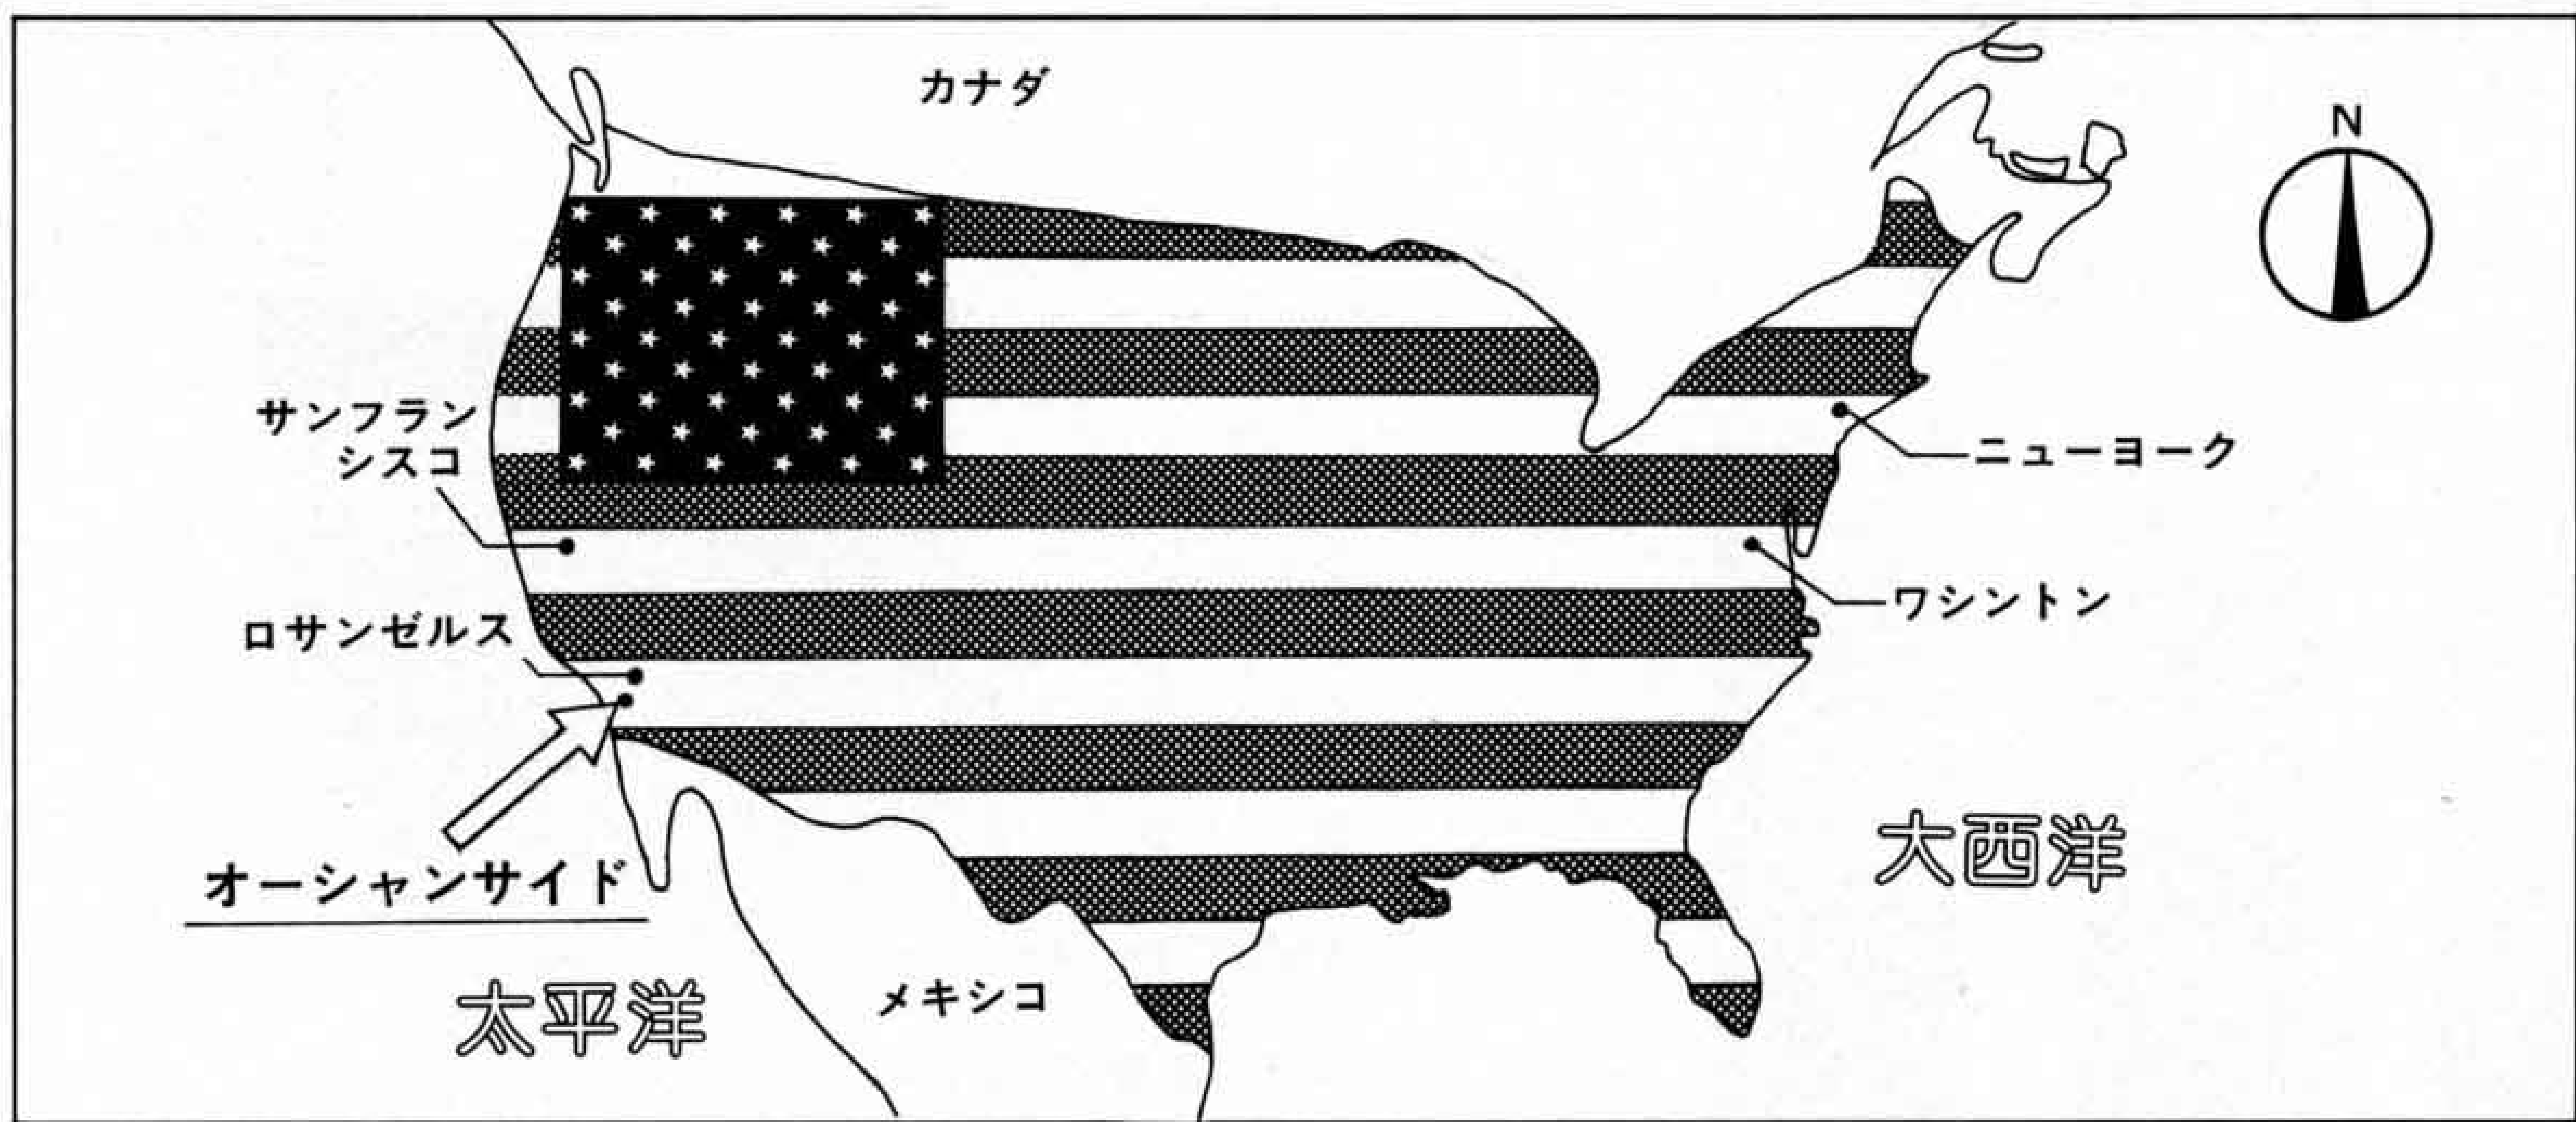 カナダ
N
サンフラン
シスコ
ニューヨーク
ワシントン
ロサンゼルス
オーシャンサイド
大西洋
太平洋
メキシコ